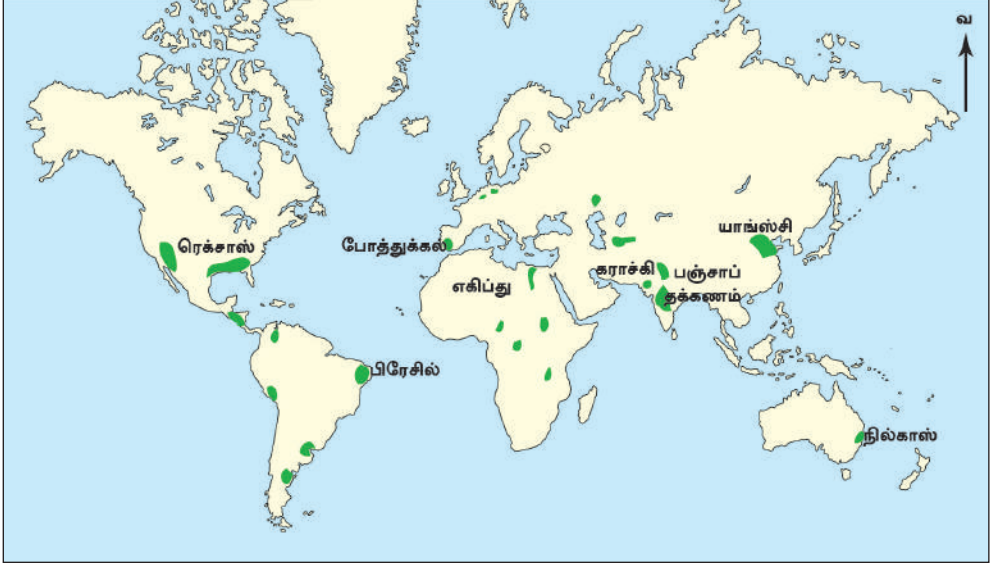 வ
யாங்ஸ்சி
ரெக்சாஸ்
போத்துக்கல்
கராச்சி
பஞ்சாப்
எகிப்து
தக்கணம்
பிரேசில்
நில்காஸ்